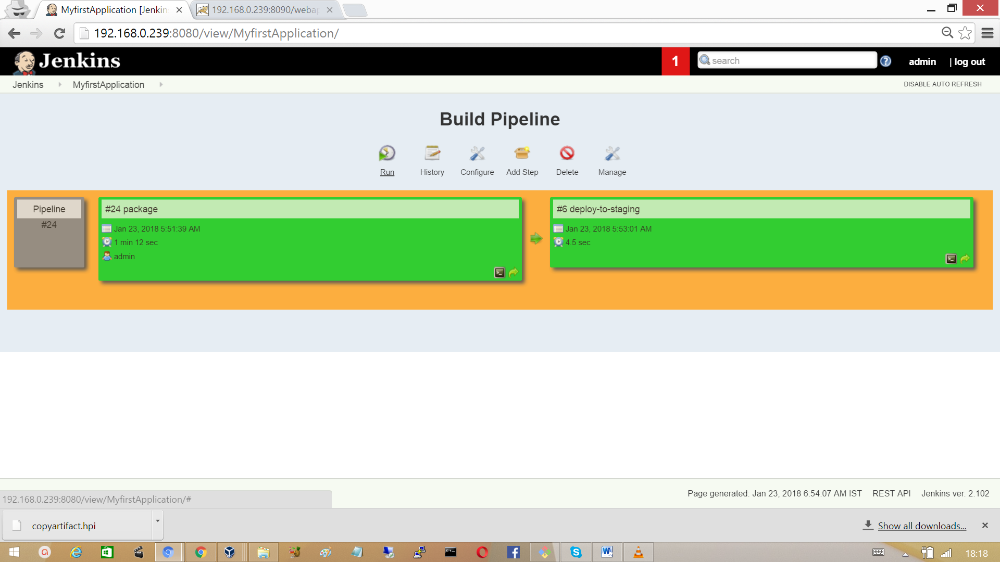 MyfirstApplication [Jenkin
192.168.0.239:8090/webap
192.168.0.239:8080/view/MyfirstApplication/
Jenkins
1
search
admin
| log out
Jenkins
MyfirstApplication
DISABLE AUTO REFRESH
Build Pipeline
Run
History
Configure
Add Step
Delete
Manage
Pipeline
#24
#24 package
Jan 23, 2018 5:51:39 AM
1 min 12 sec
admin
#6 deploy-to-staging
Jan 23, 2018 5:53:01 AM
4.5 sec
Page generated: Jan 23, 2018 6:54:07 AM IST
REST API
Jenkins ver. 2.102
192.168.0.239:8080/view/MyfirstApplication/#
copyartifact.hpi
Show all downloads...
18:18